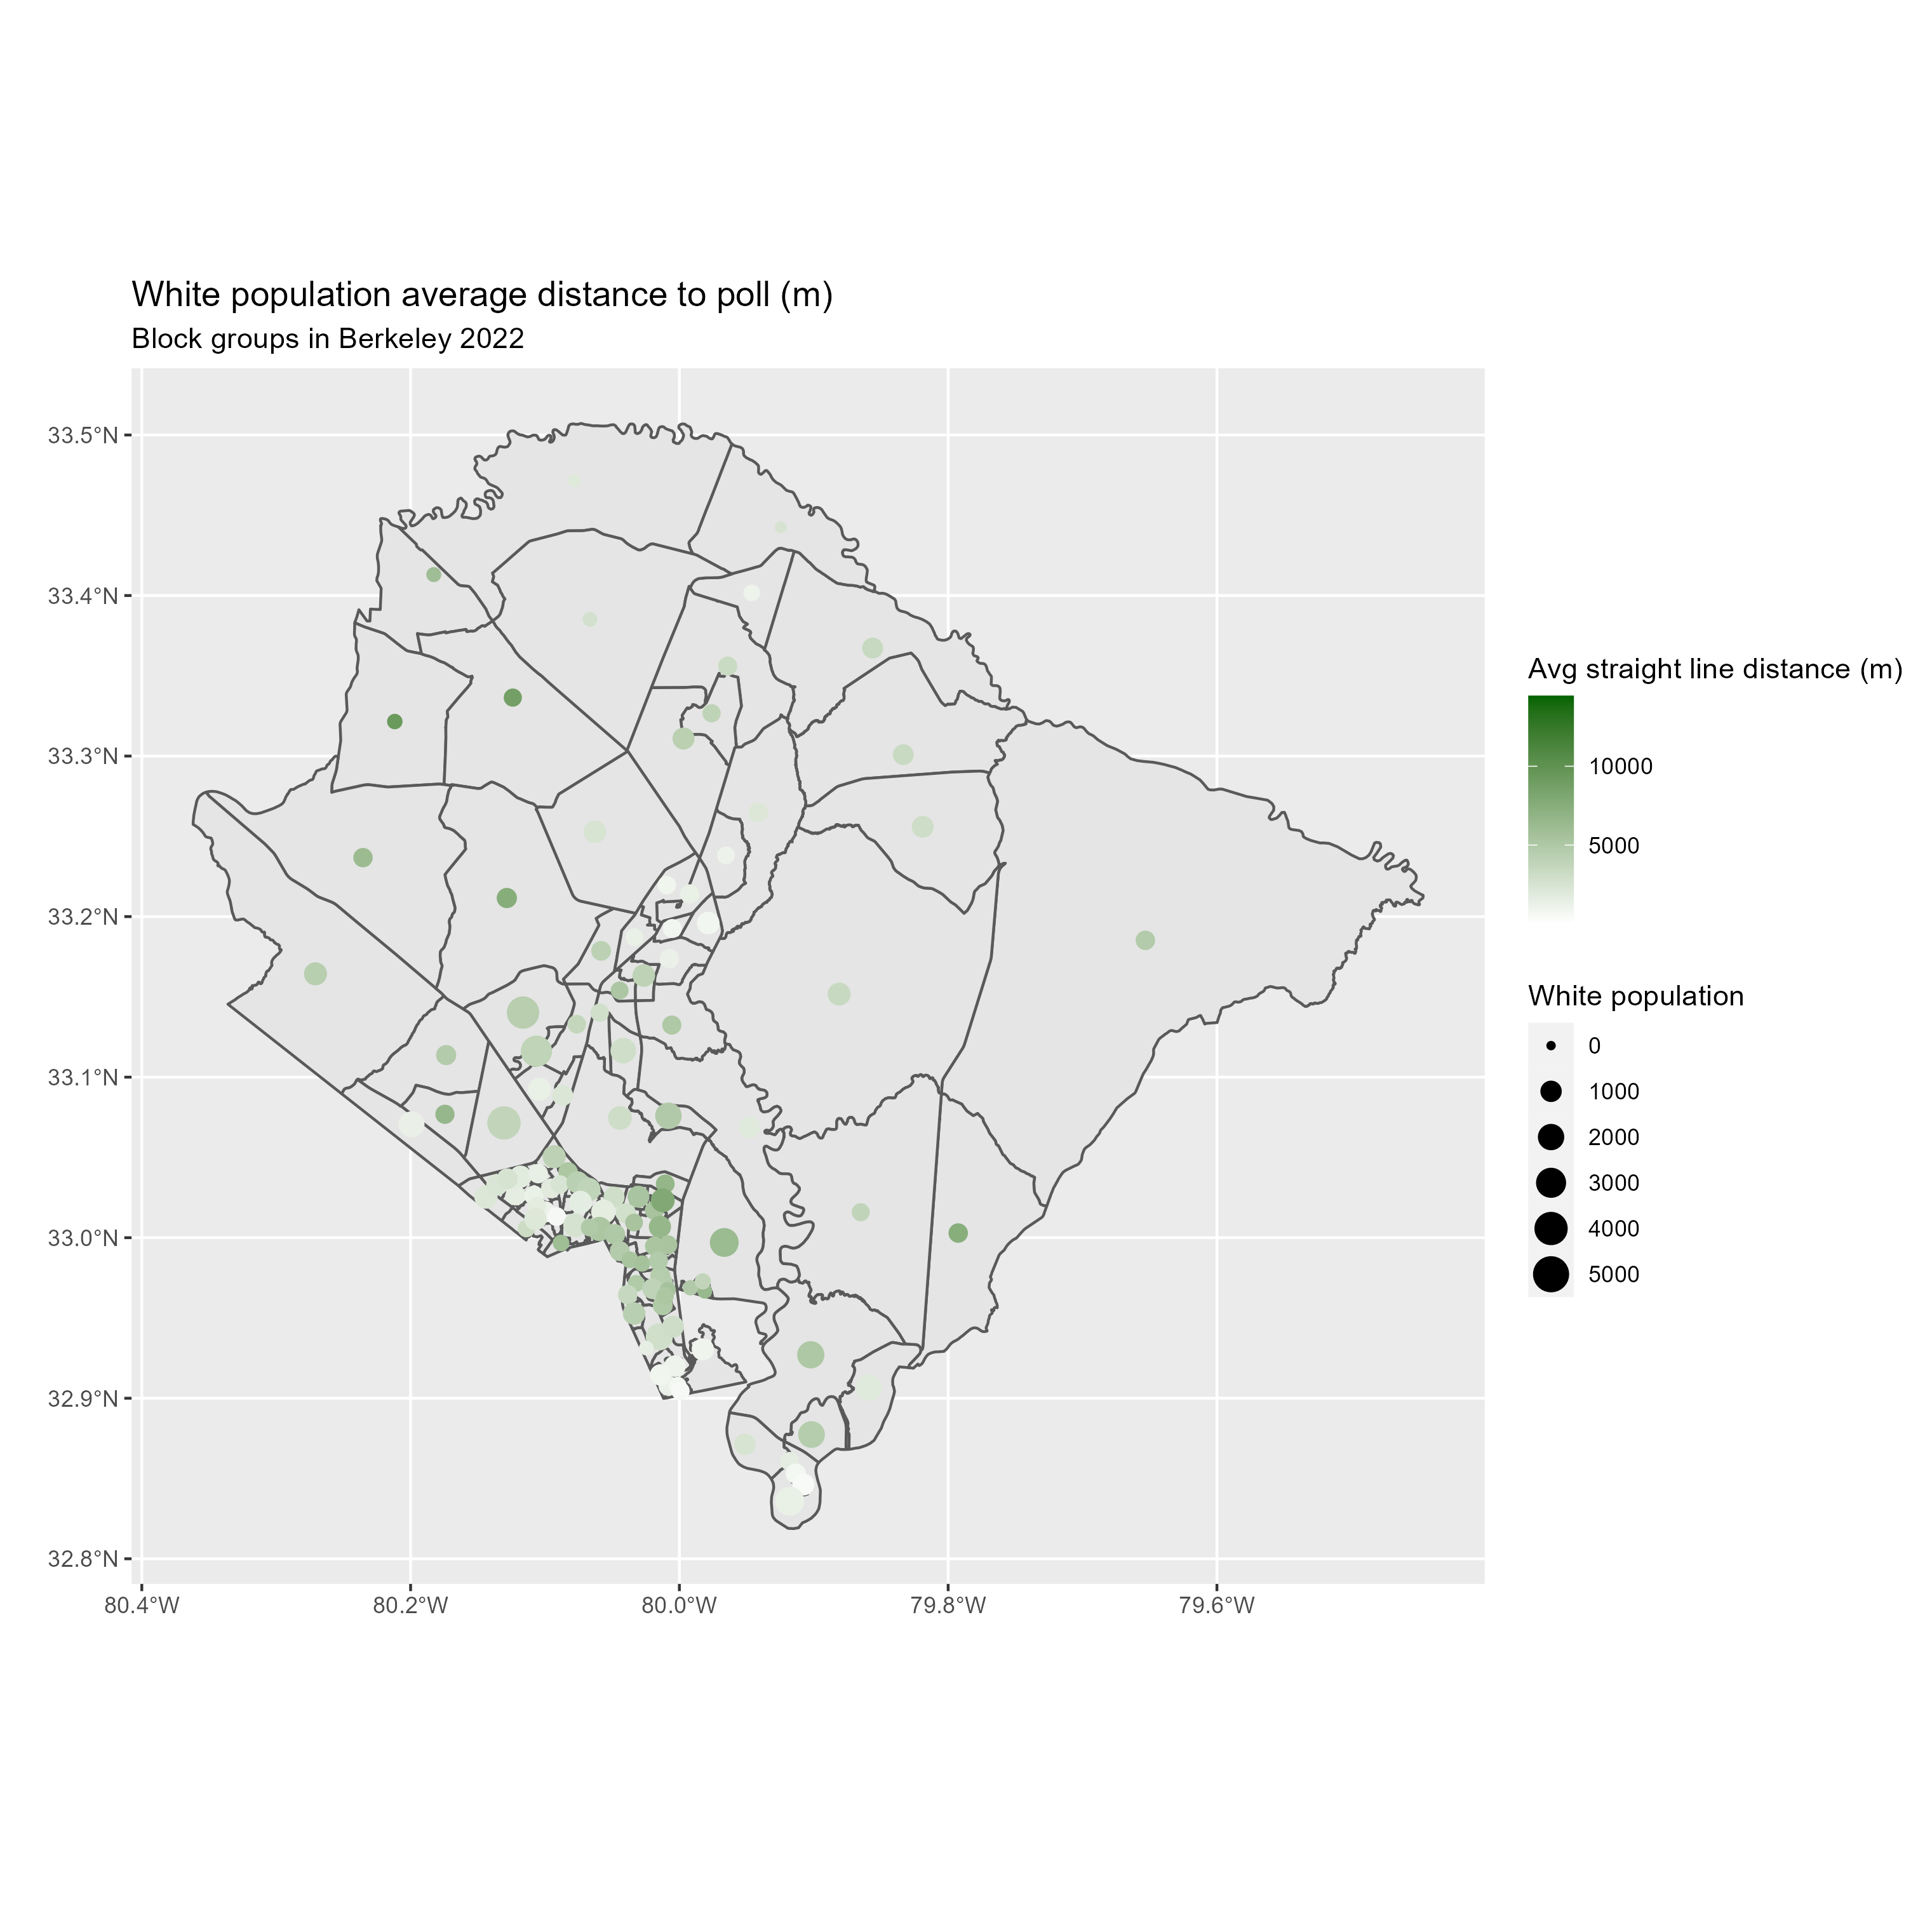 White population average distance to poll (m)
Block groups in Berkeley 2022
33.5°N
33.4°N
33.3°N
33.2°N
33.1°N
33.0°N
32.9°N
32.8°N
80.4°W
80.2°W
80.0°W
79.8°W
79.6°W
Avg straight line distance (m)
10000
5000
White population
0
1000
2000
3000
4000
5000